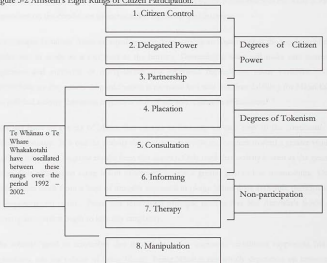 Figure 3-2 Arnstein's Eight Rungs of Citizen Participation.
1. Citizen Control
2. Delegated Power
Degrees of Citizen
Power
3. Partnership
4. Placation
Degrees of Tokenism
Te Whānau o Te
Whare
Whakakotahi
have oscillated
between these
rungs over the
period 1992 –
2002.
5. Consultation
6. Informing
Non-participation
7. Therapy
8. Manipulation